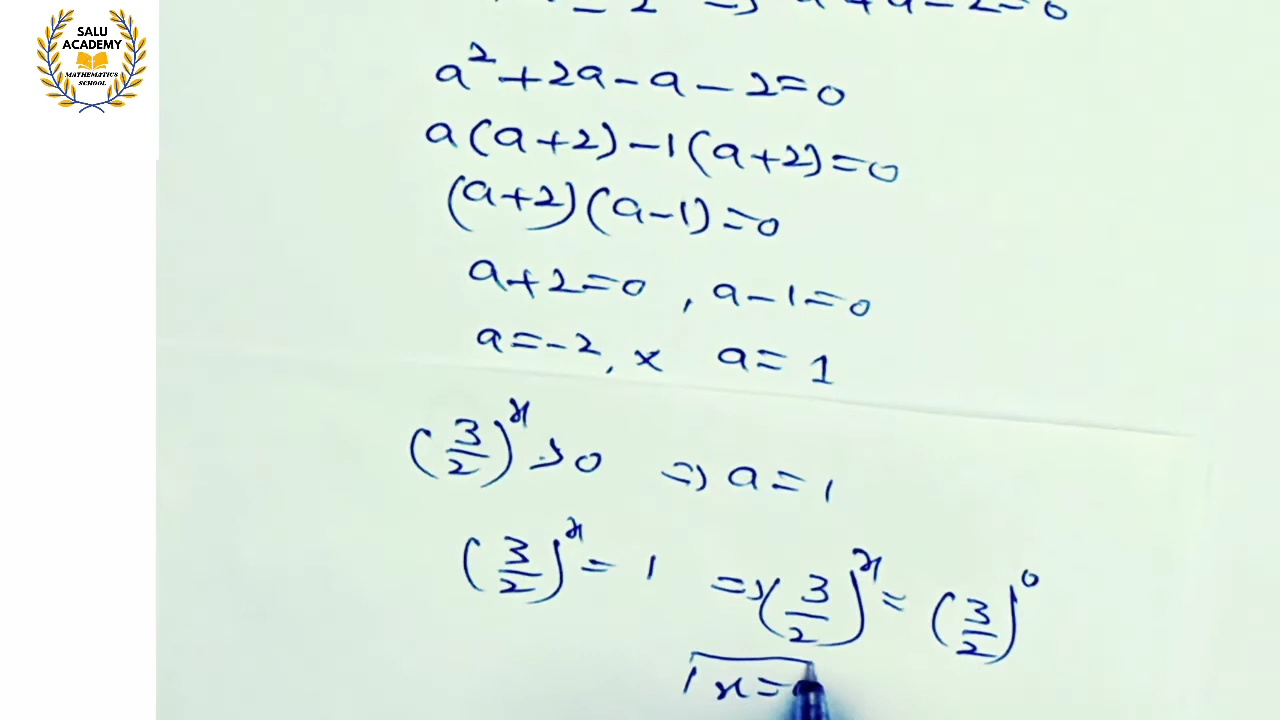 SALU
ACADEMY
MATHEMATICS
SCHOOL
a² + 2a - a - 2 = 0
a(a+2) - 1(a+2) = 0
(a+2)(a-1) = 0
a+2=0, a-1=0
a=-2, × a=1
(3/2)^x > 0 ⇒ a = 1
(3/2)^x = 1 ⇒ (3/2)^x = (3/2)^0
x =